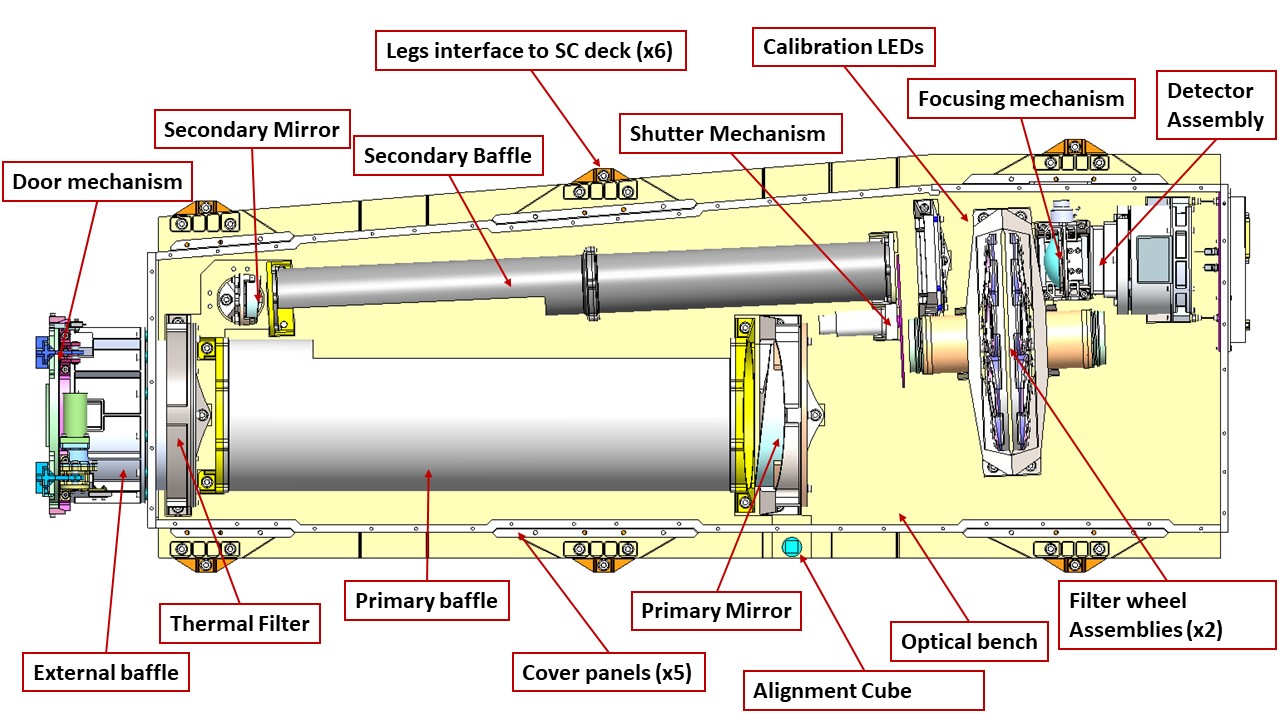 Legs interface to SC deck (x6)
Calibration LEDs
Focusing mechanism
Detector
Assembly
Secondary Mirror
Secondary Baffle
Shutter Mechanism
Door mechanism
Thermal Filter
Primary baffle
Primary Mirror
Filter wheel
Assemblies (x2)
Optical bench
External baffle
Cover panels (x5)
Alignment Cube